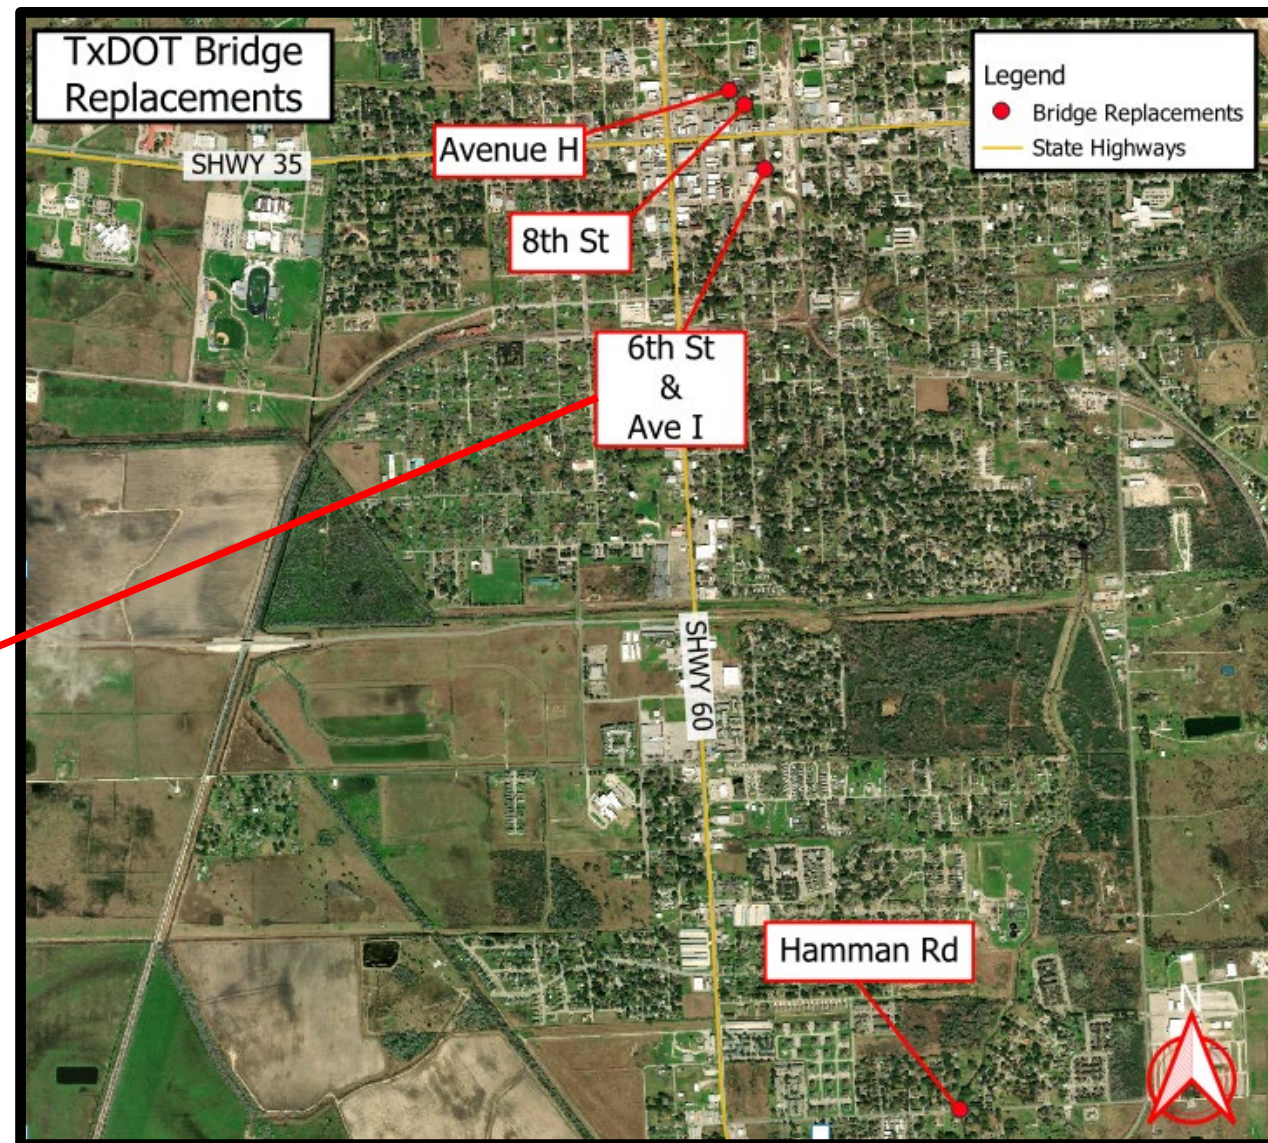 TxDOT Bridge
Replacements
Legend
Bridge Replacements
State Highways
Avenue H
SHWY 35
8th St
6th St
&
Ave I
SHWY 60
Hamman Rd
N